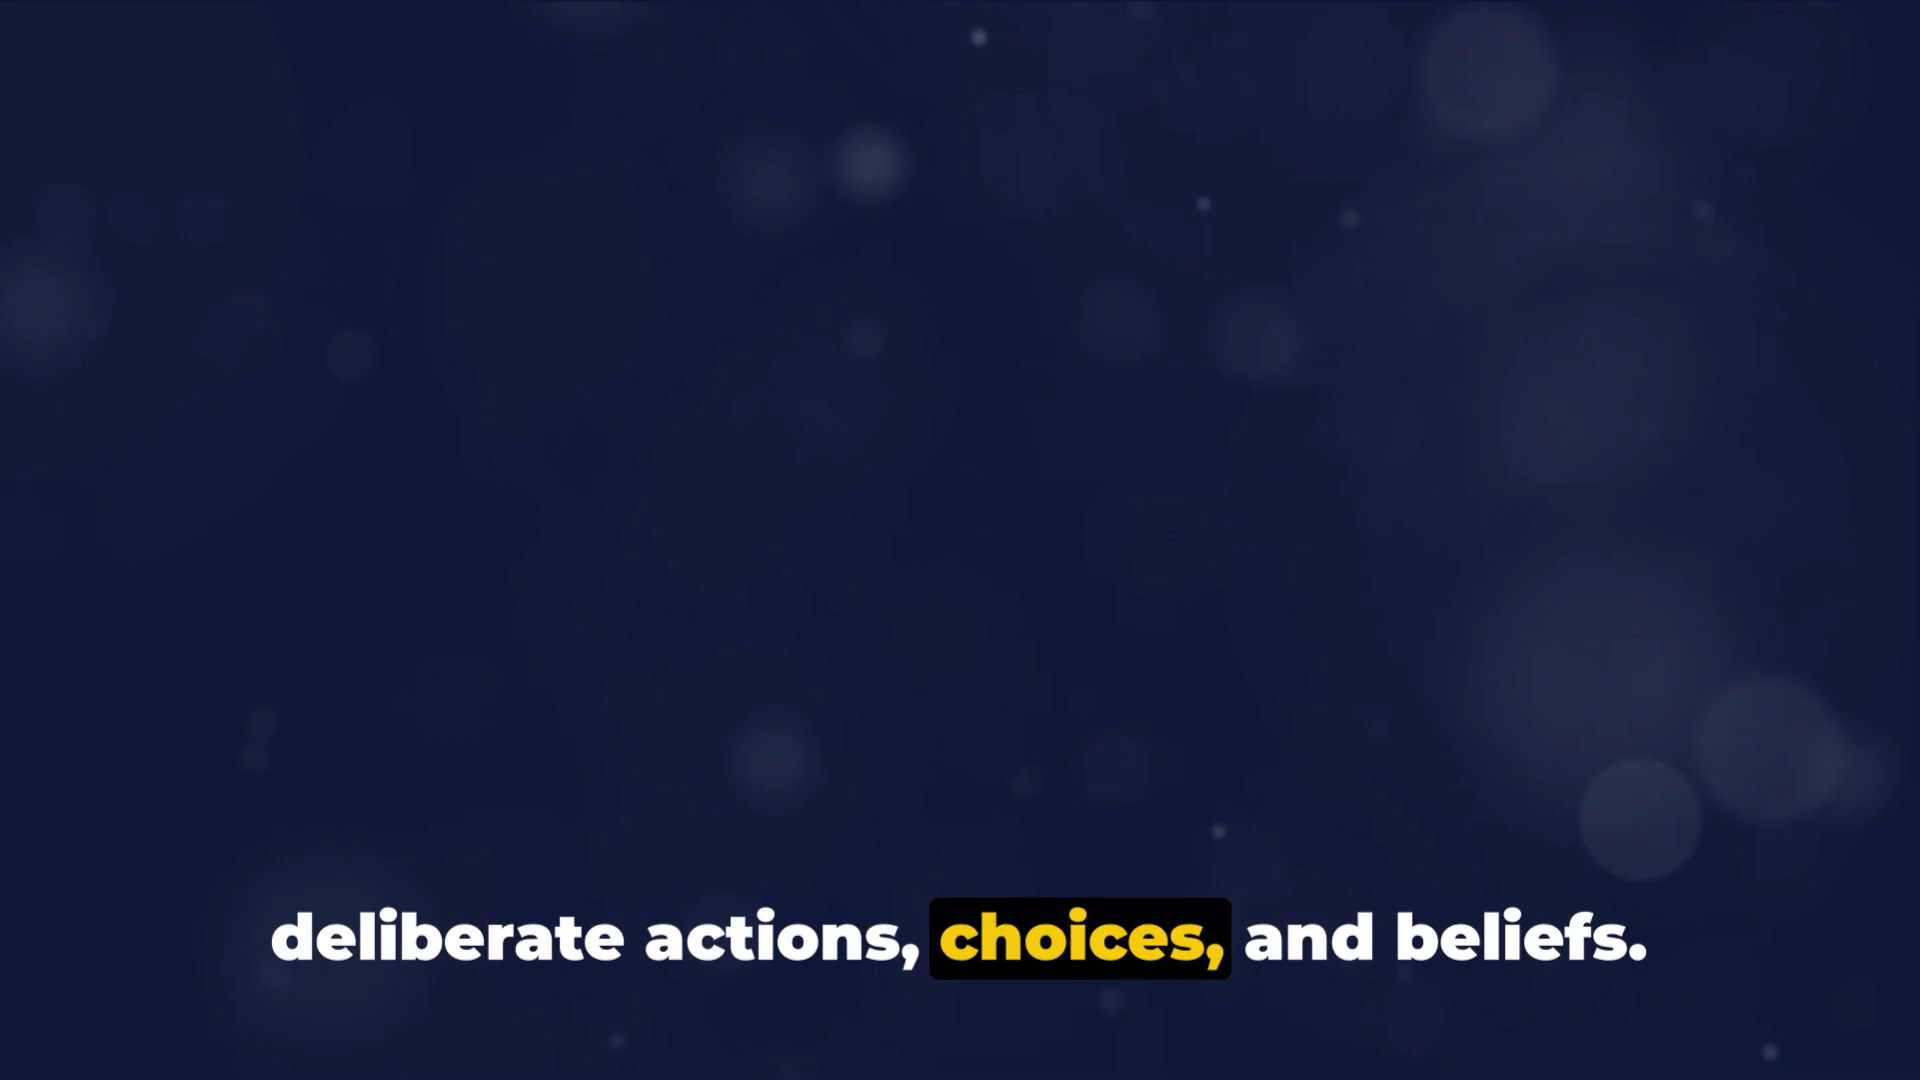 deliberate actions, choices, and beliefs.